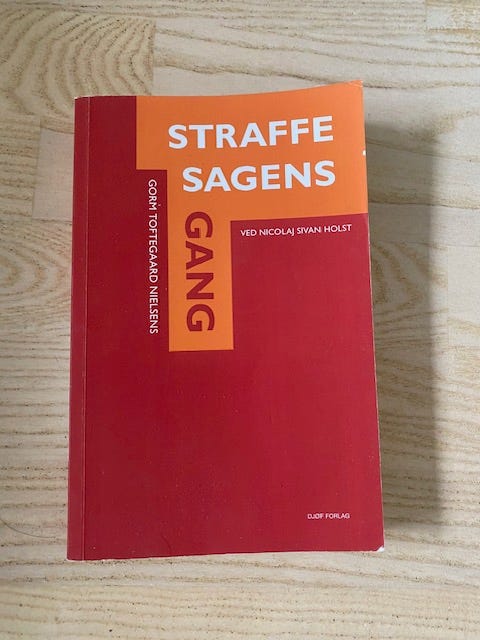 STRAFFE
SAGENS
GANG
GORM TOFTEGAARD NIELSENS
VED NICOLAJ SIVAN HOLST
DJØF FORLAG